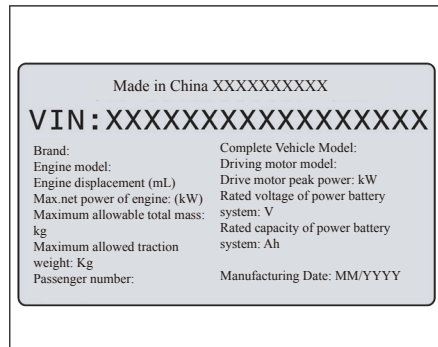 Made in China XXXXXXXXXX
VIN:XXXXXXXXXXXXXXXXX
Brand:
Engine model:
Engine displacement (mL)
Max.net power of engine: (kW)
Maximum allowable total mass:
kg
Maximum allowed traction
weight: Kg
Passenger number:
Complete Vehicle Model:
Driving motor model:
Drive motor peak power: kW
Rated voltage of power battery
system: V
Rated capacity of power battery
system: Ah
Manufacturing Date: MM/YYYY